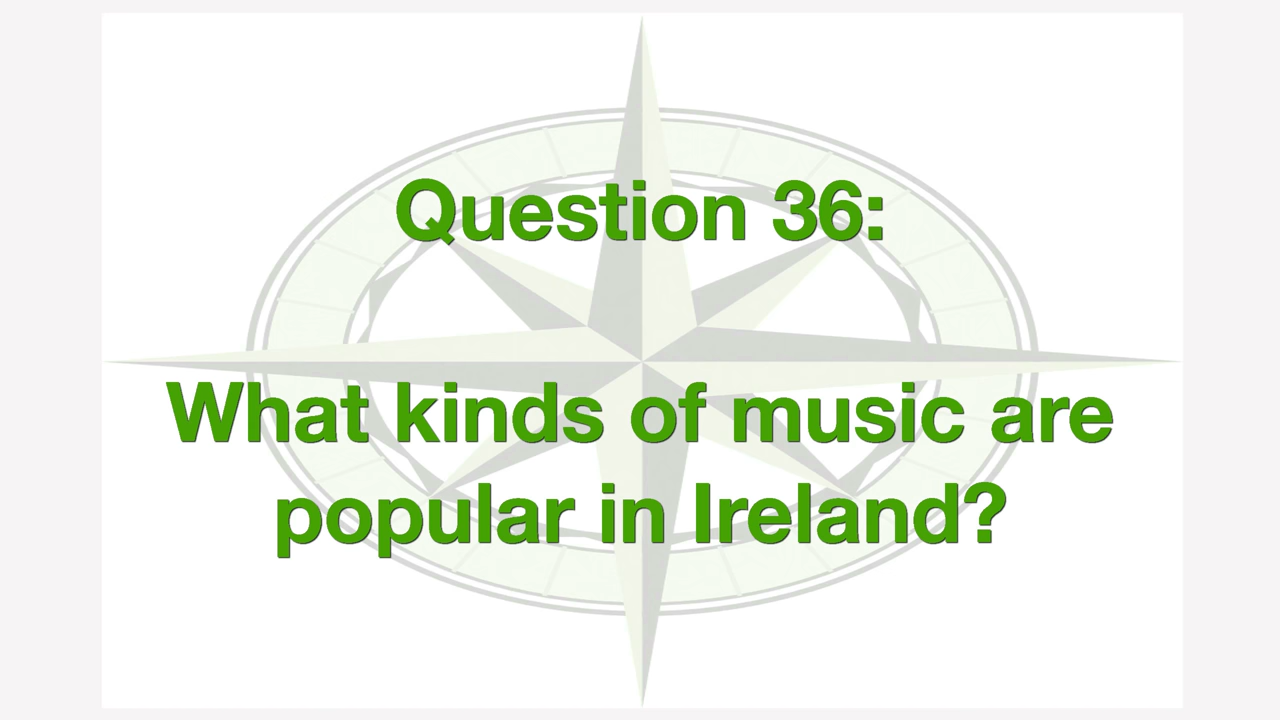 Question 36:
What kinds of music are
popular in Ireland?